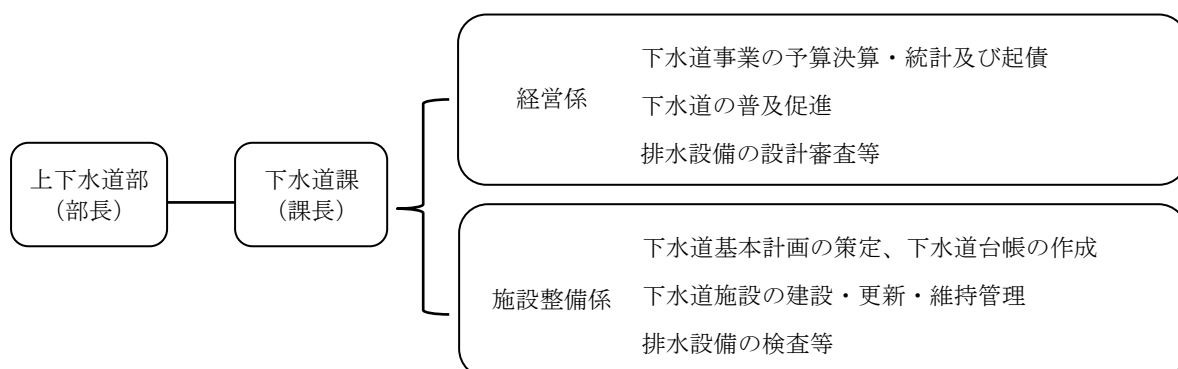 上下水道部
（部長）
下水道課
（課長）
経営係
下水道事業の予算決算・統計及び起債
下水道の普及促進
排水設備の設計審査等
施設整備係
下水道基本計画の策定、下水道台帳の作成
下水道施設の建設・更新・維持管理
排水設備の検査等